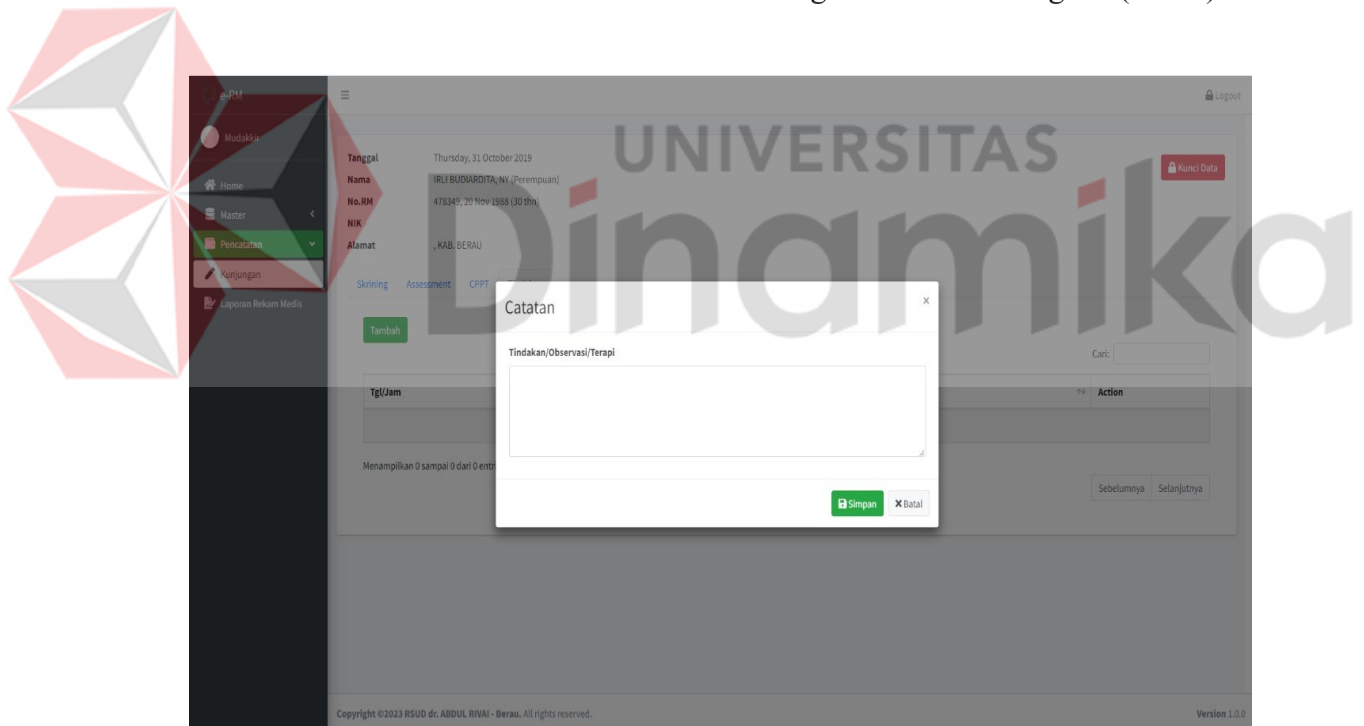 e-RM
Logout
Mudakkir
UNIVERSITAS
Dinamika
Tanggal Thursday, 31 October 2019
Kunci Data
Nama IRLI BUDIARDITA, NY (Perempuan)
Home
No.RM 478349, 20 Nov 1988 (30 thn)
Master
NIK
Pencatatan
Alamat , KAB. BERAU
Kunjungan
Skrining Assessment CPPT
Laporan Rekam Medis
Catatan
×
Tambah
Tindakan/Observasi/Terapi
Cari:
Tgl/Jam Action
Menampilkan 0 sampai 0 dari 0 entri
Sebelumnya Selanjutnya
Simpan Batal
Copyright ©2023 RSUD dr. ABDUL RIVAI - Berau. All rights reserved.
Version 1.0.0